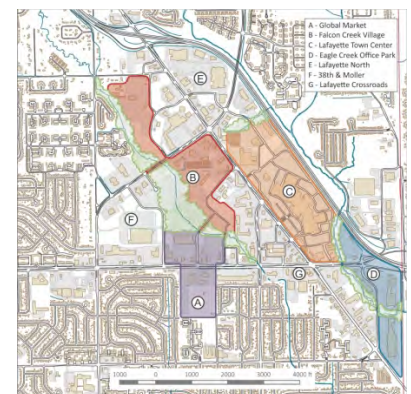 A - Global Market
B - Falcon Creek Village
C - Lafayette Town Center
D - Eagle Creek Office Park
E - Lafayette North
F - 38th & Moller
G - Lafayette Crossroads
E
B
C
F
G
D
A
1000 0 1000 2000 3000 4000 ft